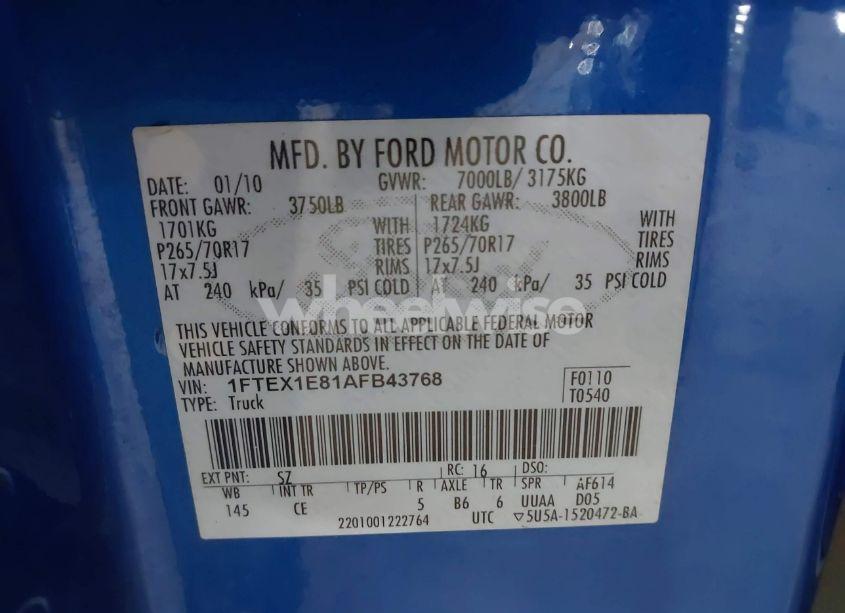 MFD. BY FORD MOTOR CO.
DATE: 01/10 GVWR: 7000LB/ 3175KG
FRONT GAWR: 3750LB REAR GAWR: 3800LB
1701KG WITH 1724KG WITH
P265/70R17 TIRES P265/70R17 TIRES
17x7.5J RIMS 17x7.5J RIMS
AT 240 kPa/ 35 PSI COLD AT 240 kPa/ 35 PSI COLD
wheelwise
THIS VEHICLE CONFORMS TO ALL APPLICABLE FEDERAL MOTOR
VEHICLE SAFETY STANDARDS IN EFFECT ON THE DATE OF
MANUFACTURE SHOWN ABOVE.
VIN: 1FTEX1E81AFB43768 F0110
TYPE: Truck T0540
EXT PNT: SZ RC: 16 DSO:
WB INT TR TP/PS R AXLE TR SPR AF614
145 CE 5 B6 6 UUAA D05
2201001222764 UTC ▽5U5A-1520472-BA